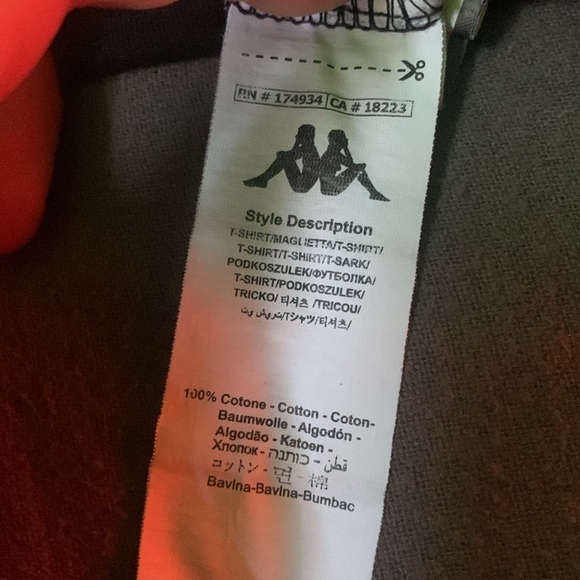 RN # 174934 CA # 18223
Style Description
T-SHIRT/MAGLIETTA/T-SHIRT/
T-SHIRT/T-SHIRT/T-SARK/
PODKOSZULEK/ФУТБОЛКА/
T-SHIRT/PODKOSZULEK/
TRICKO/ 티셔츠 /TRICOU/
تي شيرت/Tシャツ/티셔츠/
100% Cotone - Cotton - Coton-
Baumwolle - Algodón -
Algodão - Katoen -
Хлопок- כותנה - قطن
コットン - 면 - 棉
Bavlna-Bavlna-Bumbac